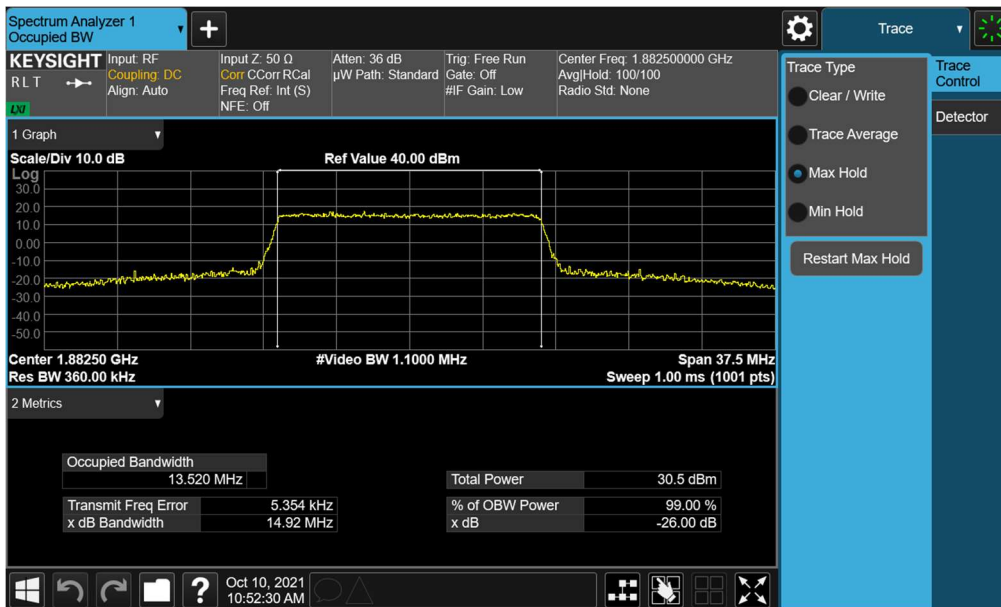 Spectrum Analyzer 1
Occupied BW
Trace
KEYSIGHT
R L T
LXI
Input: RF
Coupling: DC
Align: Auto
Input Z: 50 Ω
Corr CCorr RCal
Freq Ref: Int (S)
NFE: Off
Atten: 36 dB
µW Path: Standard
Trig: Free Run
Gate: Off
#IF Gain: Low
Center Freq: 1.882500000 GHz
Avg|Hold: 100/100
Radio Std: None
Trace Type
Clear / Write
Trace Average
Max Hold
Min Hold
Restart Max Hold
Trace
Control
Detector
1 Graph
Scale/Div 10.0 dB
Ref Value 40.00 dBm
Log
30.0
20.0
10.0
0.00
-10.0
-20.0
-30.0
-40.0
-50.0
Center 1.88250 GHz
#Video BW 1.1000 MHz
Span 37.5 MHz
Res BW 360.00 kHz
Sweep 1.00 ms (1001 pts)
2 Metrics
Occupied Bandwidth
13.520 MHz
Total Power 30.5 dBm
Transmit Freq Error 5.354 kHz
% of OBW Power 99.00 %
x dB Bandwidth 14.92 MHz
x dB -26.00 dB
?
Oct 10, 2021
10:52:30 AM